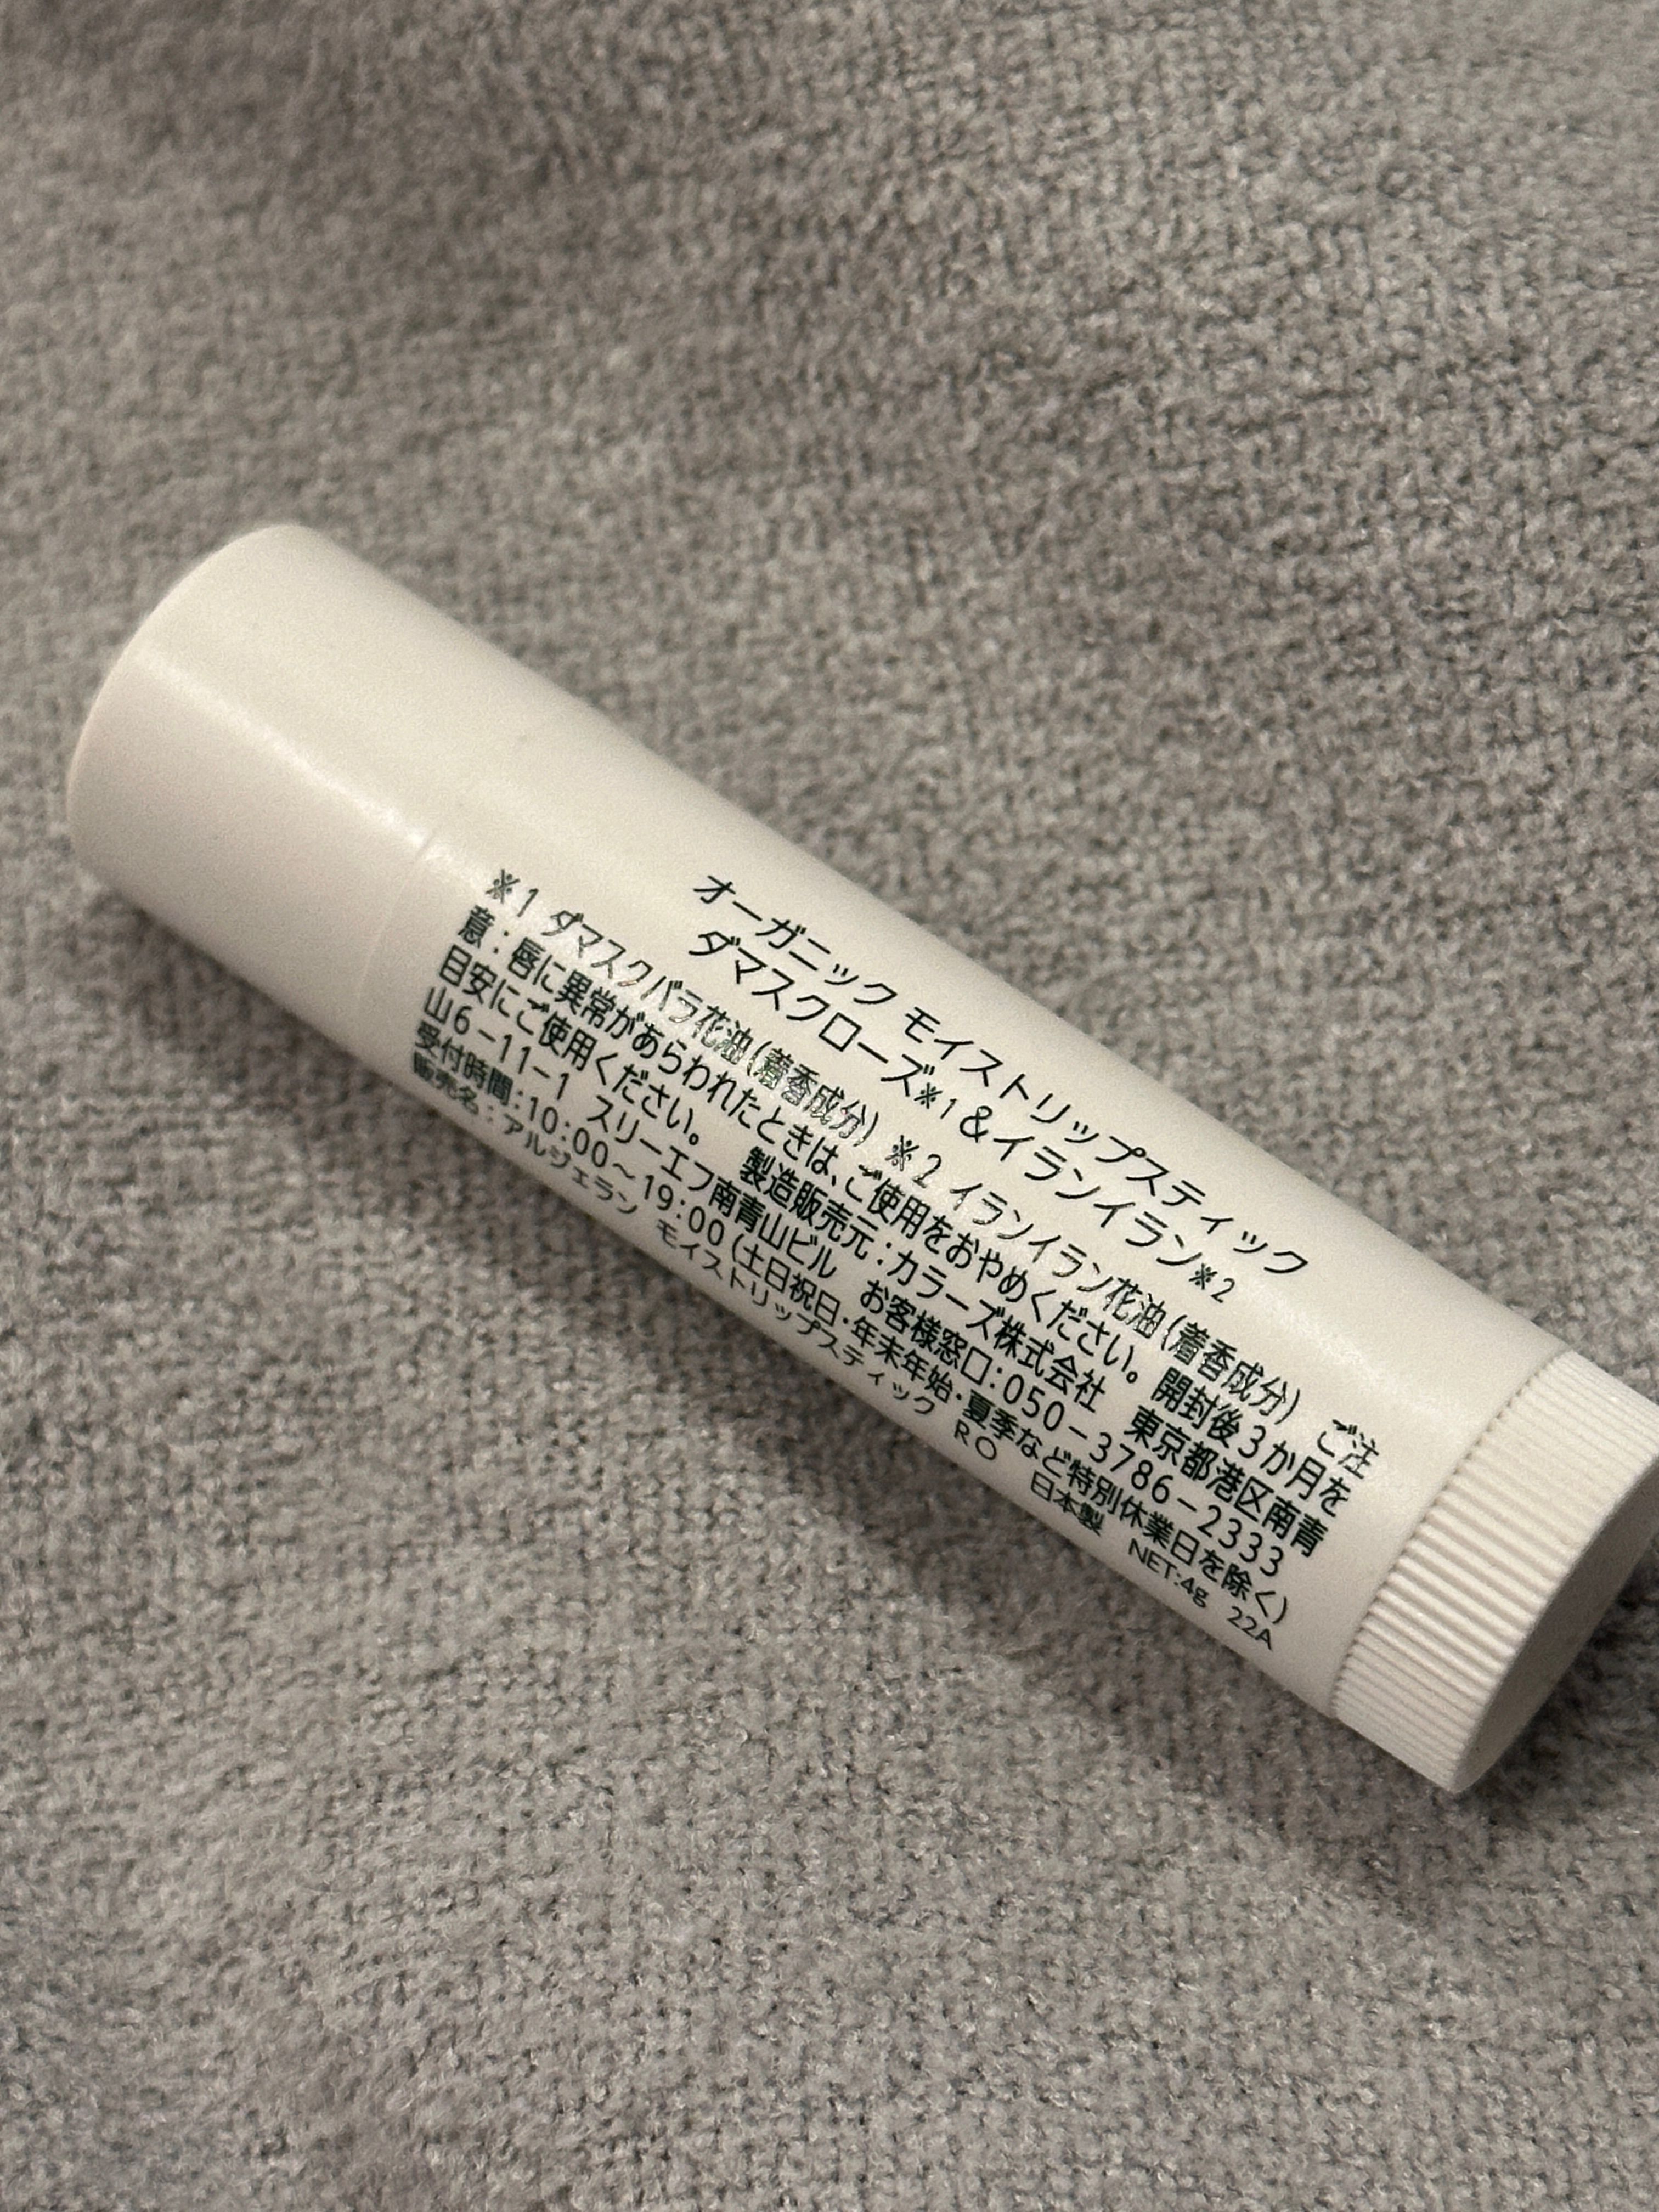 オーガニック モイストリップスティック
ダマスクローズ※1&イランイラン※2
※1 ダマスクバラ花油(着香成分) ※2 イランイラン花油(着香成分) ご注
意:唇に異常があらわれたときは、ご使用をおやめください。開封後3か月を
目安にご使用ください。 製造販売元:カラーズ株式会社 東京都港区南青
山6-11-1 スリーエフ南青山ビル お客様窓口:050-3786-2333
受付時間:10:00~19:00(土日祝日・年末年始・夏季など特別休業日を除く)
販売名:アルジェラン モイストリップスティック RO 日本製 NET:4g 22A